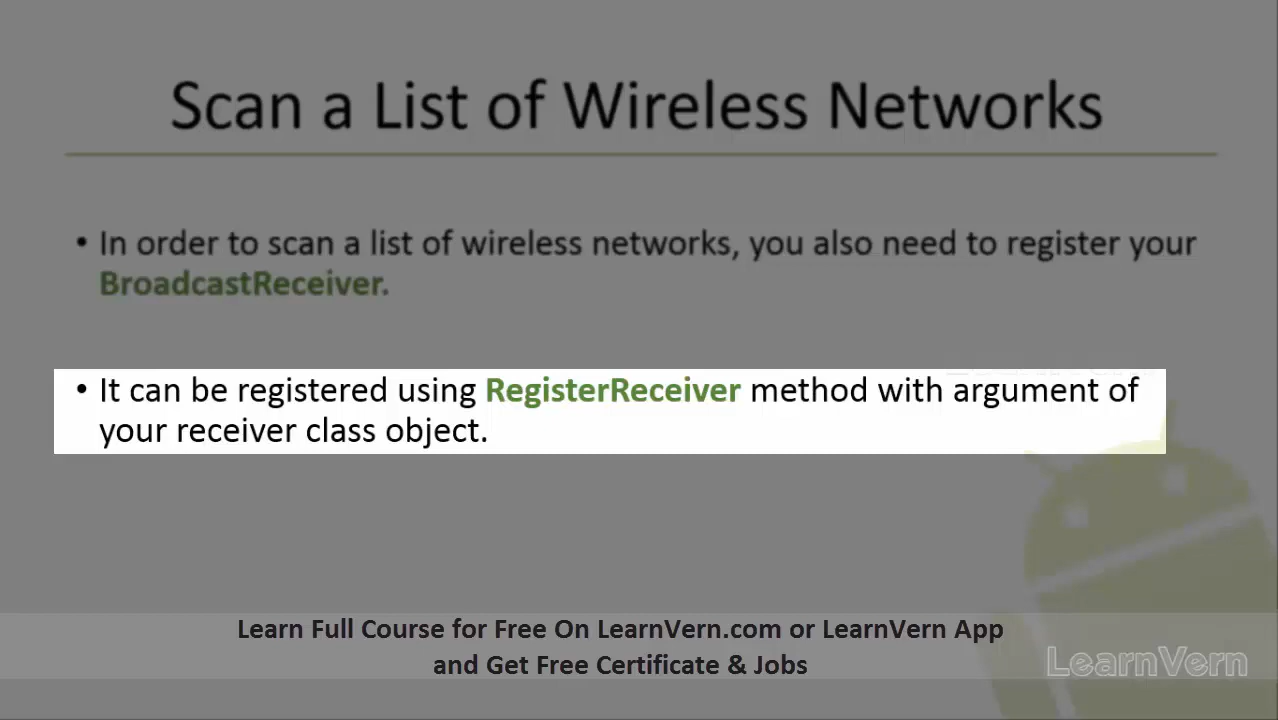 Scan a List of Wireless Networks
• In order to scan a list of wireless networks, you also need to register your
BroadcastReceiver.
• It can be registered using RegisterReceiver method with argument of
your receiver class object.
Learn Full Course for Free On LearnVern.com or LearnVern App
and Get Free Certificate & Jobs
LearnVern